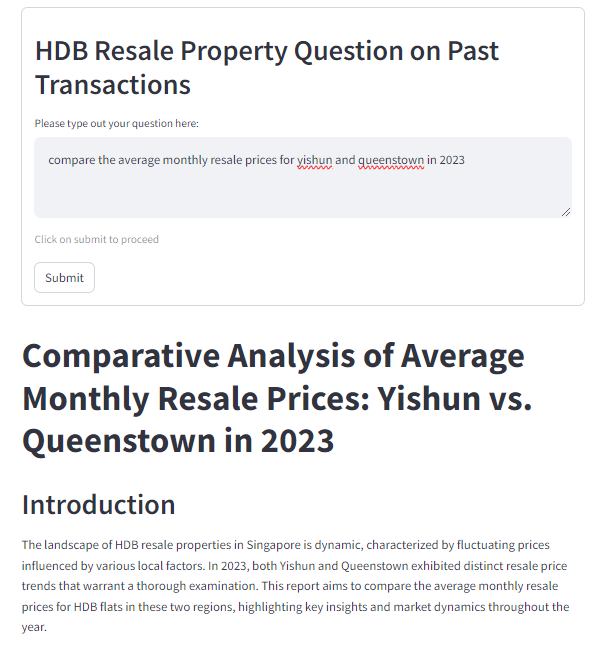 HDB Resale Property Question on Past
Transactions
Please type out your question here:
compare the average monthly resale prices for yishun and queenstown in 2023
Click on submit to proceed
Submit
Comparative Analysis of Average
Monthly Resale Prices: Yishun vs.
Queenstown in 2023
Introduction
The landscape of HDB resale properties in Singapore is dynamic, characterized by fluctuating prices
influenced by various local factors. In 2023, both Yishun and Queenstown exhibited distinct resale price
trends that warrant a thorough examination. This report aims to compare the average monthly resale
prices for HDB flats in these two regions, highlighting key insights and market dynamics throughout the
year.